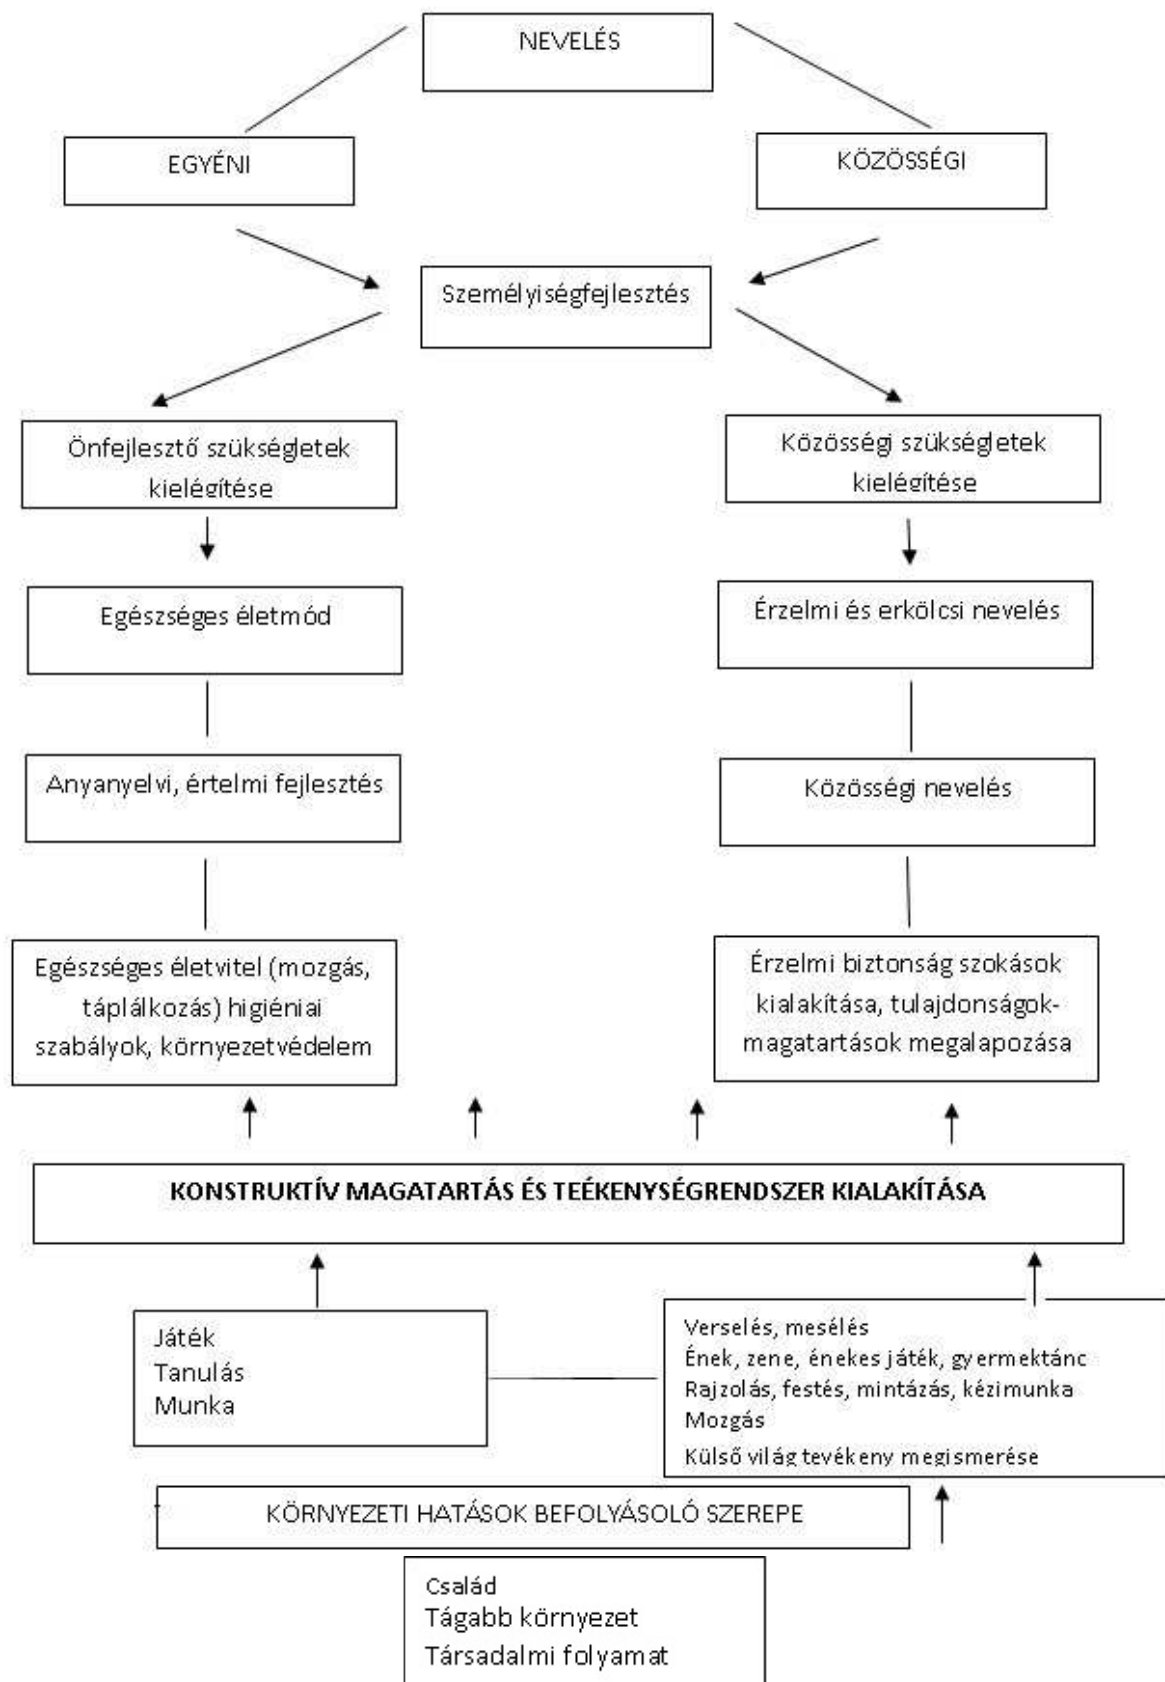 NEVELÉS
EGYÉNI
KÖZÖSSÉGI
Személyiségfejlesztés
Önfejlesztő szükségletek
kielégítése
Közösségi szükségletek
kielégítése
Egészséges életmód
Érzelmi és erkölcsi nevelés
Anyanyelvi, értelmi fejlesztés
Közösségi nevelés
Egészséges életvitel (mozgás,
táplálkozás) higiéniai
szabályok, környezetvédelem
Érzelmi biztonság szokások
kialakítása, tulajdonságok-
magatartások megalapozása
KONSTRUKTÍV MAGATARTÁS ÉS TEÉKENYSÉGRENDSZER KIALAKÍTÁSA
Játék
Tanulás
Munka
Verselés, mesélés
Ének, zene, énekes játék, gyermektánc
Rajzolás, festés, mintázás, kézimunka
Mozgás
Külső világ tevékeny megismerése
KÖRNYEZETI HATÁSOK BEFOLYÁSOLÓ SZEREPE
Család
Tágabb környezet
Társadalmi folyamat